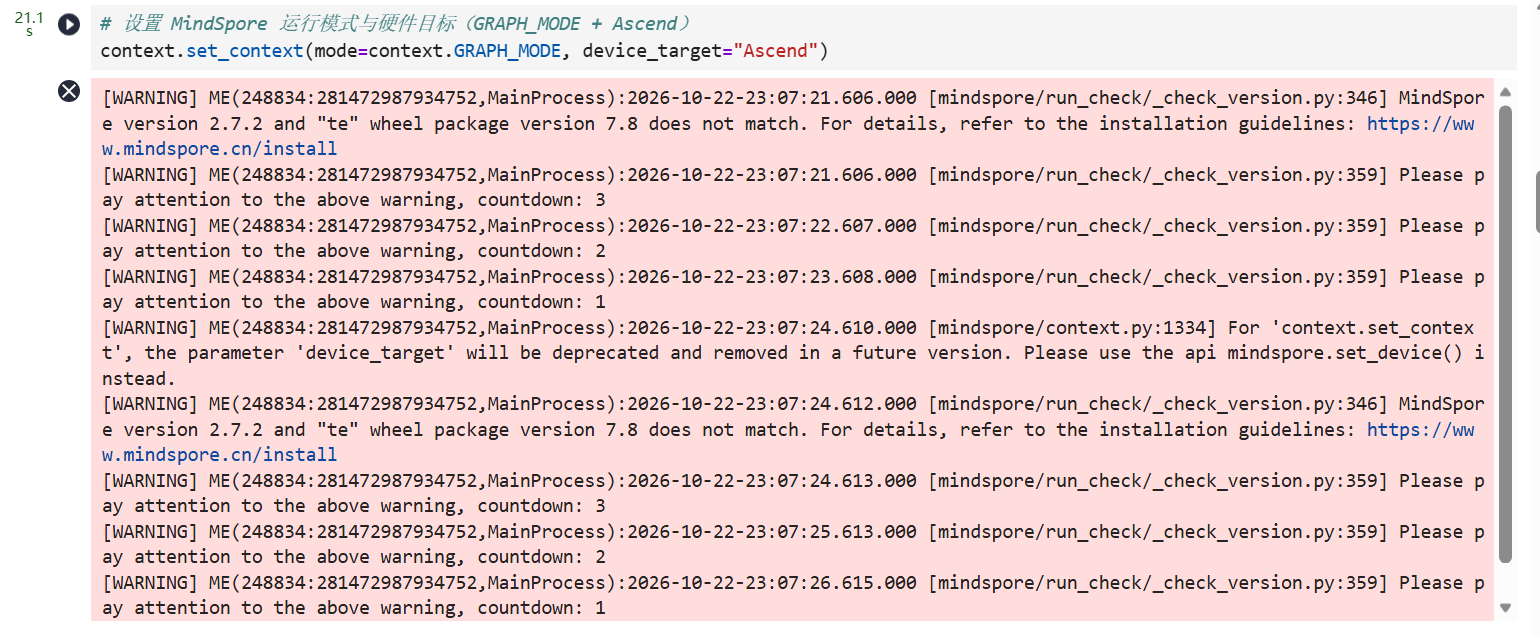 21.1
s
# 设置 MindSpore 运行模式与硬件目标（GRAPH_MODE + Ascend）
context.set_context(mode=context.GRAPH_MODE, device_target="Ascend")
[WARNING] ME(248834:281472987934752,MainProcess):2026-10-22-23:07:21.606.000 [mindspore/run_check/_check_version.py:346] MindSpor
e version 2.7.2 and "te" wheel package version 7.8 does not match. For details, refer to the installation guidelines: https://ww
w.mindspore.cn/install
[WARNING] ME(248834:281472987934752,MainProcess):2026-10-22-23:07:21.606.000 [mindspore/run_check/_check_version.py:359] Please p
ay attention to the above warning, countdown: 3
[WARNING] ME(248834:281472987934752,MainProcess):2026-10-22-23:07:22.607.000 [mindspore/run_check/_check_version.py:359] Please p
ay attention to the above warning, countdown: 2
[WARNING] ME(248834:281472987934752,MainProcess):2026-10-22-23:07:23.608.000 [mindspore/run_check/_check_version.py:359] Please p
ay attention to the above warning, countdown: 1
[WARNING] ME(248834:281472987934752,MainProcess):2026-10-22-23:07:24.610.000 [mindspore/context.py:1334] For 'context.set_contex
t', the parameter 'device_target' will be deprecated and removed in a future version. Please use the api mindspore.set_device() i
nstead.
[WARNING] ME(248834:281472987934752,MainProcess):2026-10-22-23:07:24.612.000 [mindspore/run_check/_check_version.py:346] MindSpor
e version 2.7.2 and "te" wheel package version 7.8 does not match. For details, refer to the installation guidelines: https://ww
w.mindspore.cn/install
[WARNING] ME(248834:281472987934752,MainProcess):2026-10-22-23:07:24.613.000 [mindspore/run_check/_check_version.py:359] Please p
ay attention to the above warning, countdown: 3
[WARNING] ME(248834:281472987934752,MainProcess):2026-10-22-23:07:25.613.000 [mindspore/run_check/_check_version.py:359] Please p
ay attention to the above warning, countdown: 2
[WARNING] ME(248834:281472987934752,MainProcess):2026-10-22-23:07:26.615.000 [mindspore/run_check/_check_version.py:359] Please p
ay attention to the above warning, countdown: 1